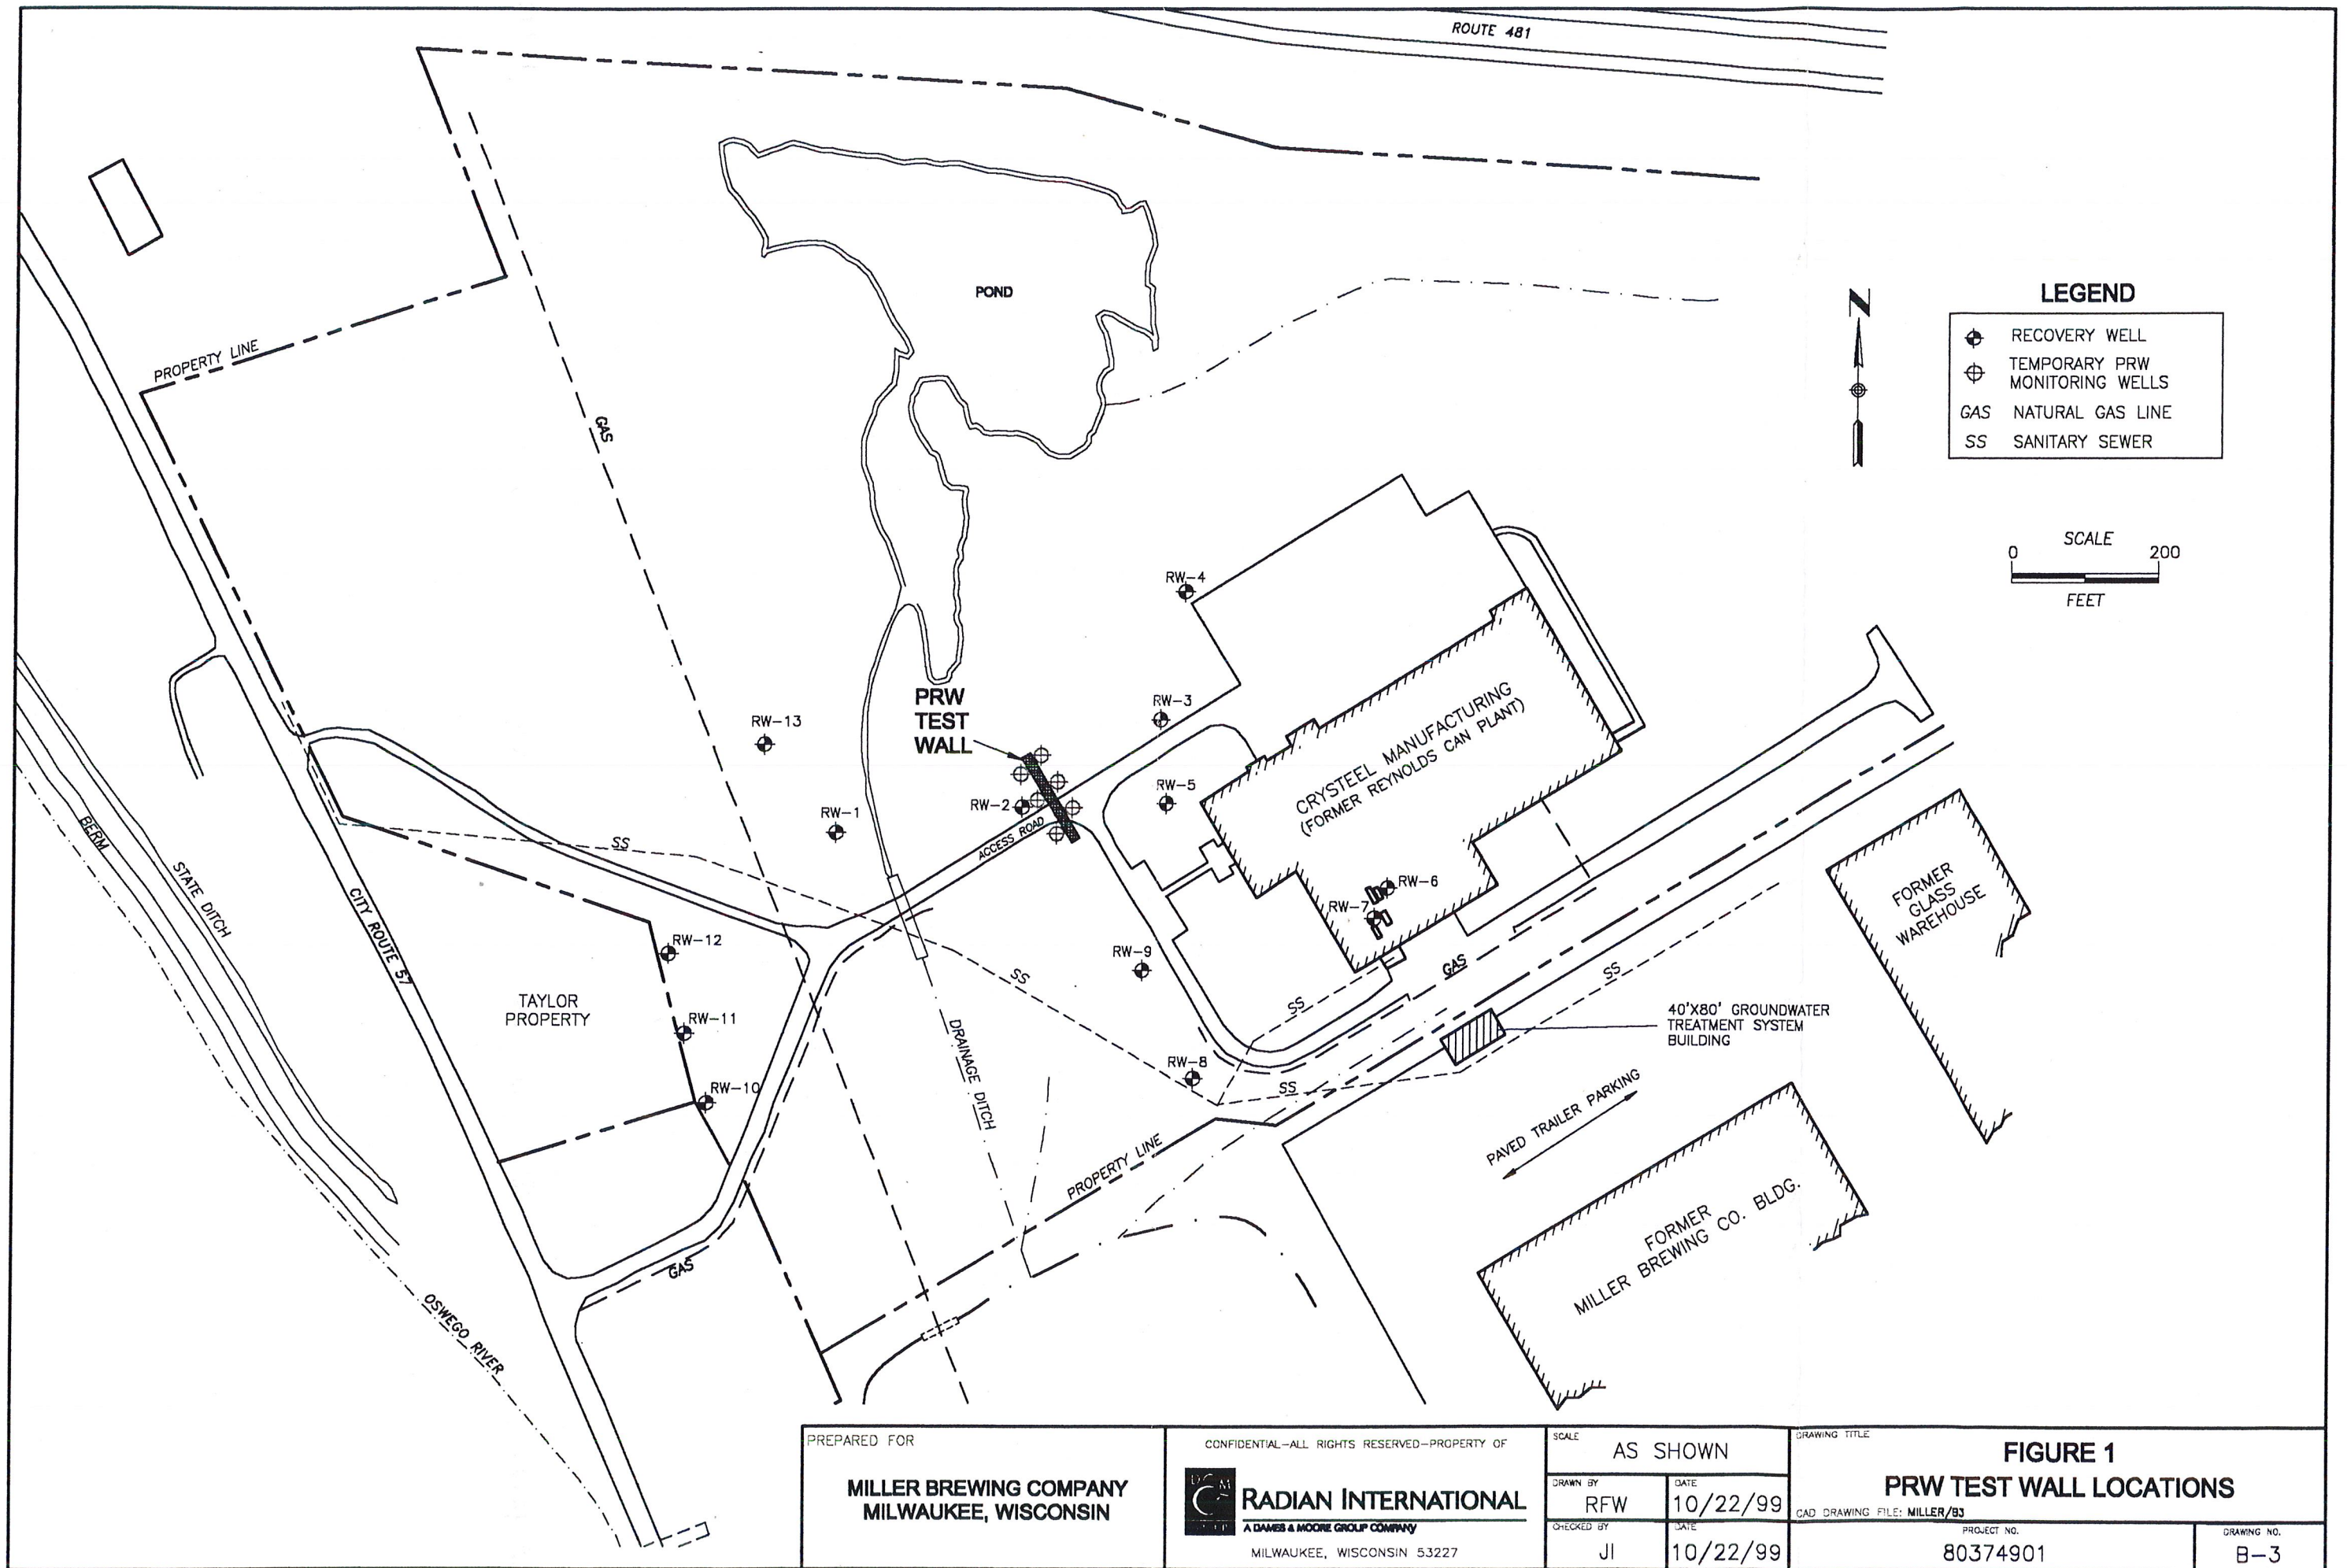 ROUTE 481
PROPERTY LINE
GAS
POND
N
LEGEND
RECOVERY WELL
TEMPORARY PRW
MONITORING WELLS
GAS NATURAL GAS LINE
SS SANITARY SEWER
SCALE
0 200
FEET
RW-4
RW-3
PRW
TEST
WALL
RW-13
RW-5
RW-2
RW-1
ACCESS ROAD
CRYSTEEL MANUFACTURING
(FORMER REYNOLDS CAN PLANT)
SS
BERM
STATE DITCH
CITY ROUTE 57
RW-6
RW-7
FORMER
GLASS
WAREHOUSE
RW-12
RW-9
GAS
SS
SS
SS
TAYLOR
PROPERTY
RW-11
40'X80' GROUNDWATER
TREATMENT SYSTEM
BUILDING
DRAINAGE DITCH
RW-8
SS
RW-10
PAVED TRAILER PARKING
PROPERTY LINE
FORMER
MILLER BREWING CO. BLDG.
GAS
OSWEGO RIVER
PREPARED FOR
MILLER BREWING COMPANY
MILWAUKEE, WISCONSIN
CONFIDENTIAL-ALL RIGHTS RESERVED-PROPERTY OF
RADIAN INTERNATIONAL
A DAMES & MOORE GROUP COMPANY
MILWAUKEE, WISCONSIN 53227
SCALE
AS SHOWN
DRAWN BY
RFW
DATE
10/22/99
CHECKED BY
JI
DATE
10/22/99
DRAWING TITLE
FIGURE 1
PRW TEST WALL LOCATIONS
CAD DRAWING FILE: MILLER/B3
PROJECT NO.
80374901
DRAWING NO.
B-3